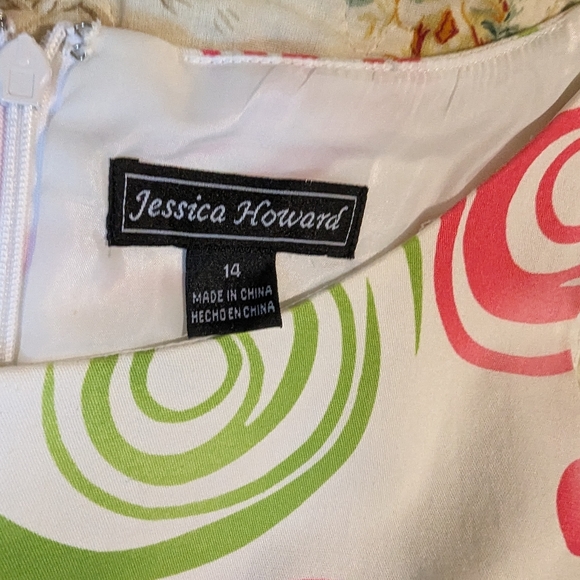 Jessica Howard
14
MADE IN CHINA
HECHO EN CHINA